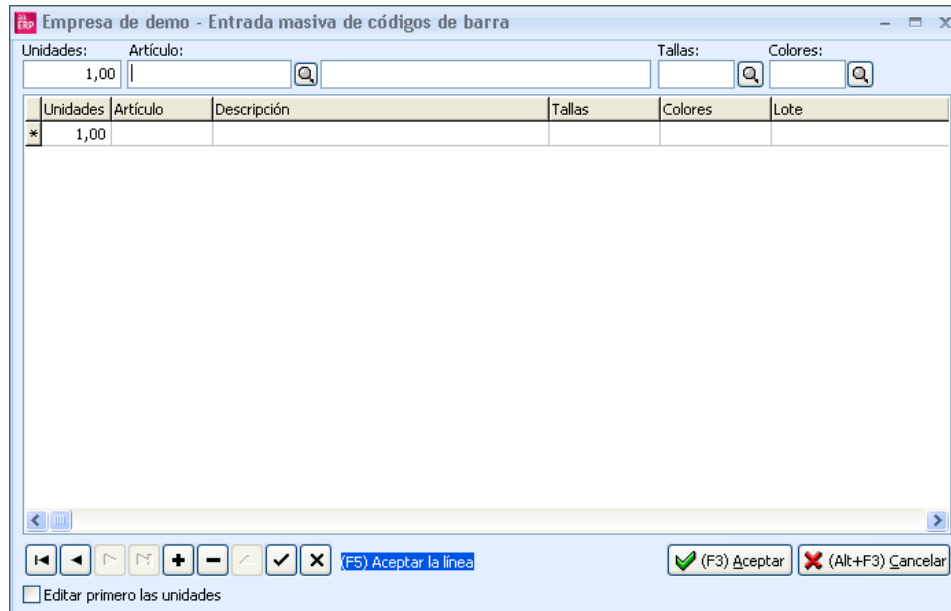 ERP Empresa de demo - Entrada masiva de códigos de barra
Unidades: Artículo: Tallas: Colores:
1,00
Unidades Artículo Descripción Tallas Colores Lote
* 1,00
(F5) Aceptar la línea (F3) Aceptar (Alt+F3) Cancelar
Editar primero las unidades